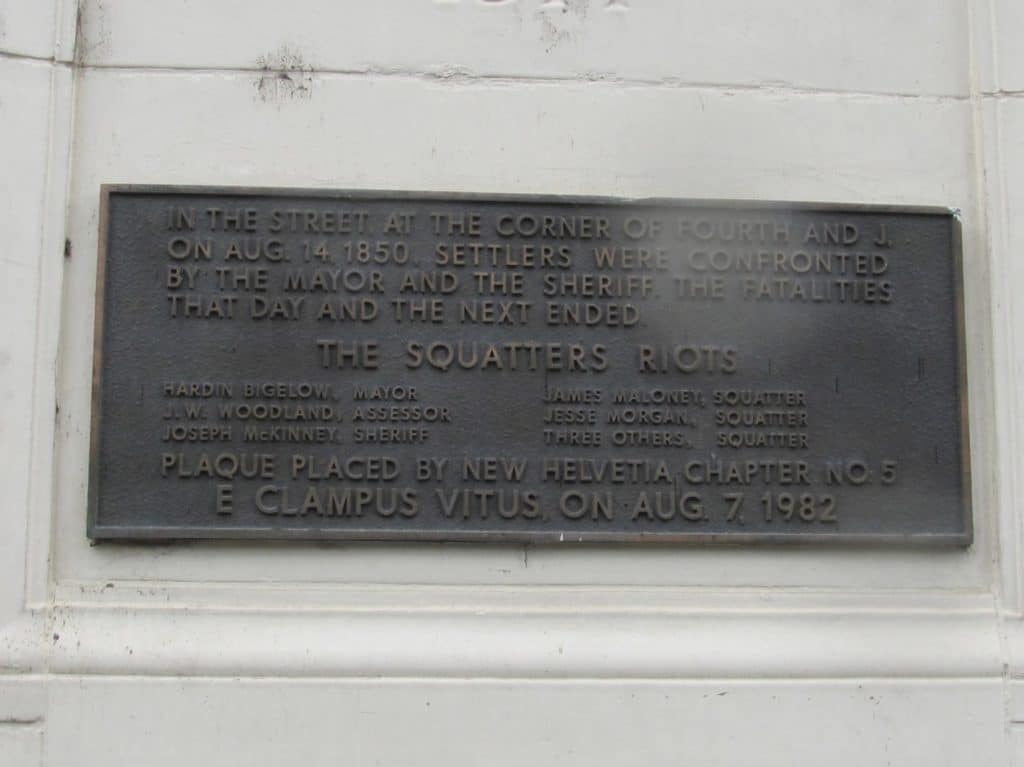 IN THE STREET, AT THE CORNER OF FOURTH AND J,
ON AUG. 14, 1850, SETTLERS WERE CONFRONTED
BY THE MAYOR AND THE SHERIFF. THE FATALITIES
THAT DAY AND THE NEXT ENDED
THE SQUATTERS RIOTS
HARDIN BIGELOW, MAYOR
J.W. WOODLAND, ASSESSOR
JOSEPH McKINNEY, SHERIFF
JAMES MALONEY, SQUATTER
JESSE MORGAN, SQUATTER
THREE OTHERS, SQUATTER
PLAQUE PLACED BY NEW HELVETIA CHAPTER NO. 5
E CLAMPUS VITUS, ON AUG. 7, 1982